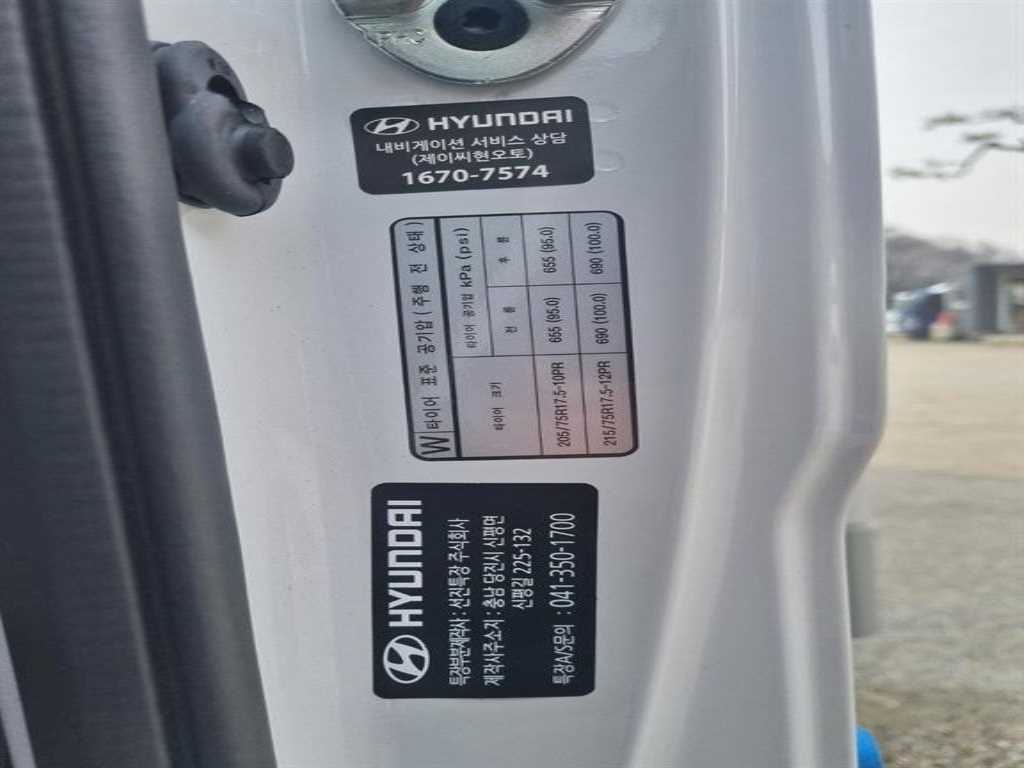 HYUNDAI
내비게이션 서비스 상담
(제이씨현오토)
1670-7574
W 타이어 표준 공기압 (주행 전 상태)
타이어 크기 타이어 공기압 kPa (psi)
전 륜 후 륜
205/75R17.5-10PR 655 (95.0) 655 (95.0)
215/75R17.5-12PR 690 (100.0) 690 (100.0)
HYUNDAI
특장부분제작사 : 선진특장 주식회사
제작사주소지 : 충남 당진시 신평면
신평길 225-132
특장A/S문의 : 041-350-1700